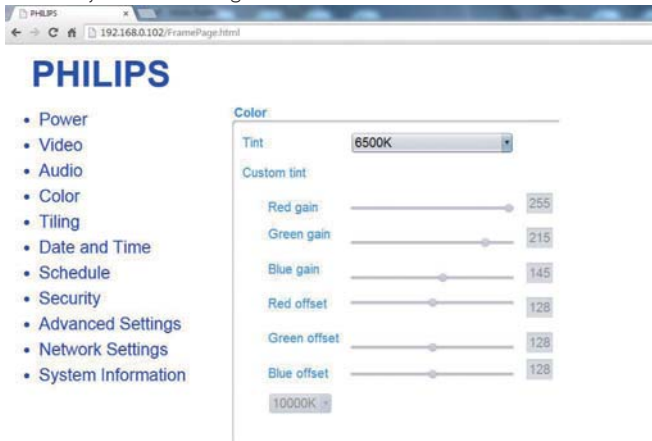 PHILIPS
192.168.0.102/FramePage.html
PHILIPS
• Power
• Video
• Audio
• Color
• Tiling
• Date and Time
• Schedule
• Security
• Advanced Settings
• Network Settings
• System Information
Color
Tint 6500K
Custom tint
Red gain 255
Green gain 215
Blue gain 145
Red offset 128
Green offset 128
Blue offset 128
10000K